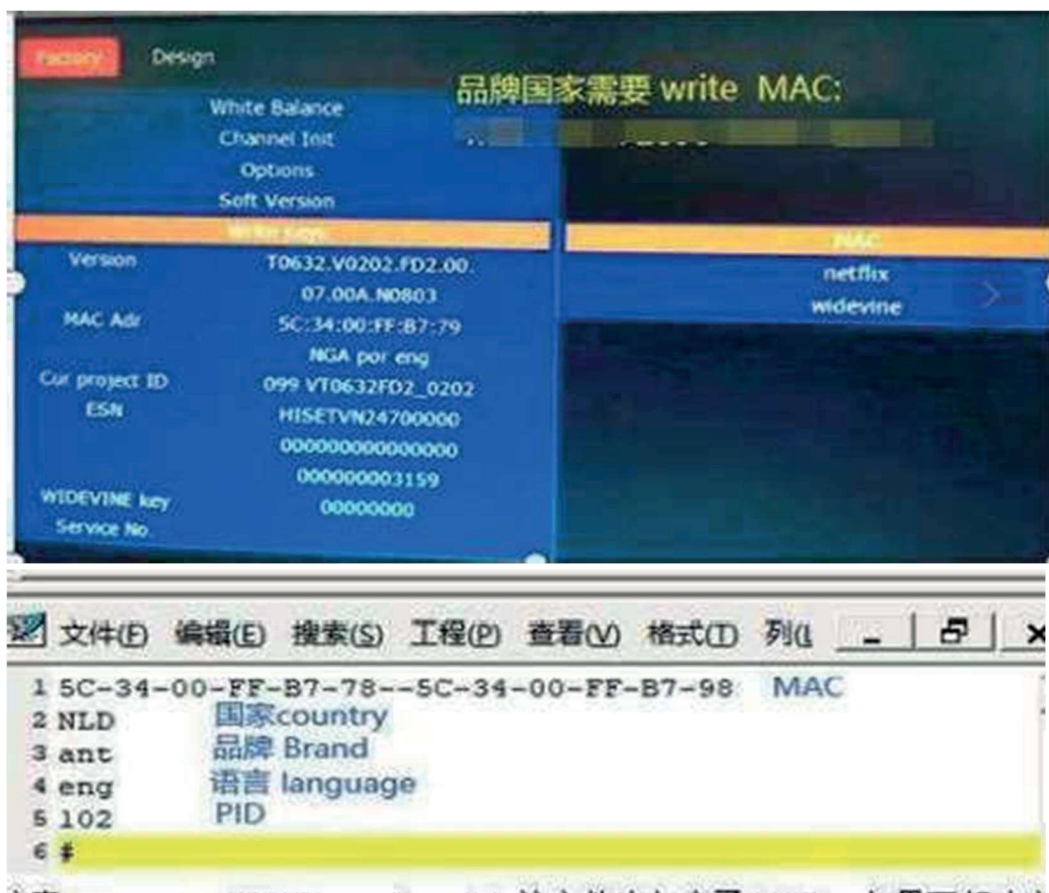 Factory Design
品牌国家需要 write MAC:
White Balance
Channel Init
Options
Soft Version
Write Keys
MAC
netflix
widevine
Version T0632.V0202.FD2.00.
07.00A.N0803
MAC Adr 5C:34:00:FF:B7:79
NGA por eng
Cur project ID 099 VT0632FD2_0202
ESN HISETVN24700000
0000000000000000
000000003159
WIDEVINE key 00000000
Service No.
文件(F) 编辑(E) 搜索(S) 工程(P) 查看(V) 格式(T) 列(L
1 5C-34-00-FF-B7-78--5C-34-00-FF-B7-98 MAC
2 NLD 国家country
3 ant 品牌 Brand
4 eng 语言 language
5 102 PID
6 #